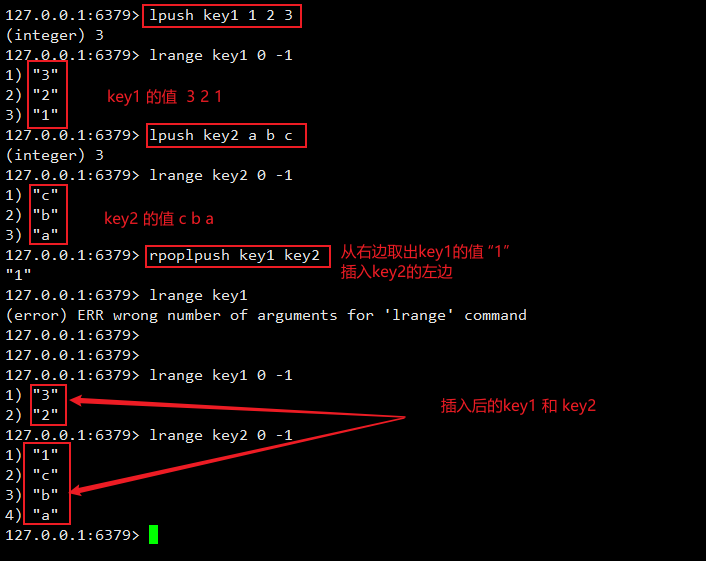 127.0.0.1:6379> lpush key1 1 2 3
(integer) 3
127.0.0.1:6379> lrange key1 0 -1
1) "3"
2) "2"
key1 的值 3 2 1
3) "1"
127.0.0.1:6379> lpush key2 a b c
(integer) 3
127.0.0.1:6379> lrange key2 0 -1
1) "c"
2) "b"
key2 的值 c b a
3) "a"
127.0.0.1:6379> rpoplpush key1 key2
从右边取出key1的值 “1”
插入key2的左边
"1"
127.0.0.1:6379> lrange key1
(error) ERR wrong number of arguments for 'lrange' command
127.0.0.1:6379>
127.0.0.1:6379>
127.0.0.1:6379> lrange key1 0 -1
1) "3"
2) "2"
插入后的key1 和 key2
127.0.0.1:6379> lrange key2 0 -1
1) "1"
2) "c"
3) "b"
4) "a"
127.0.0.1:6379>